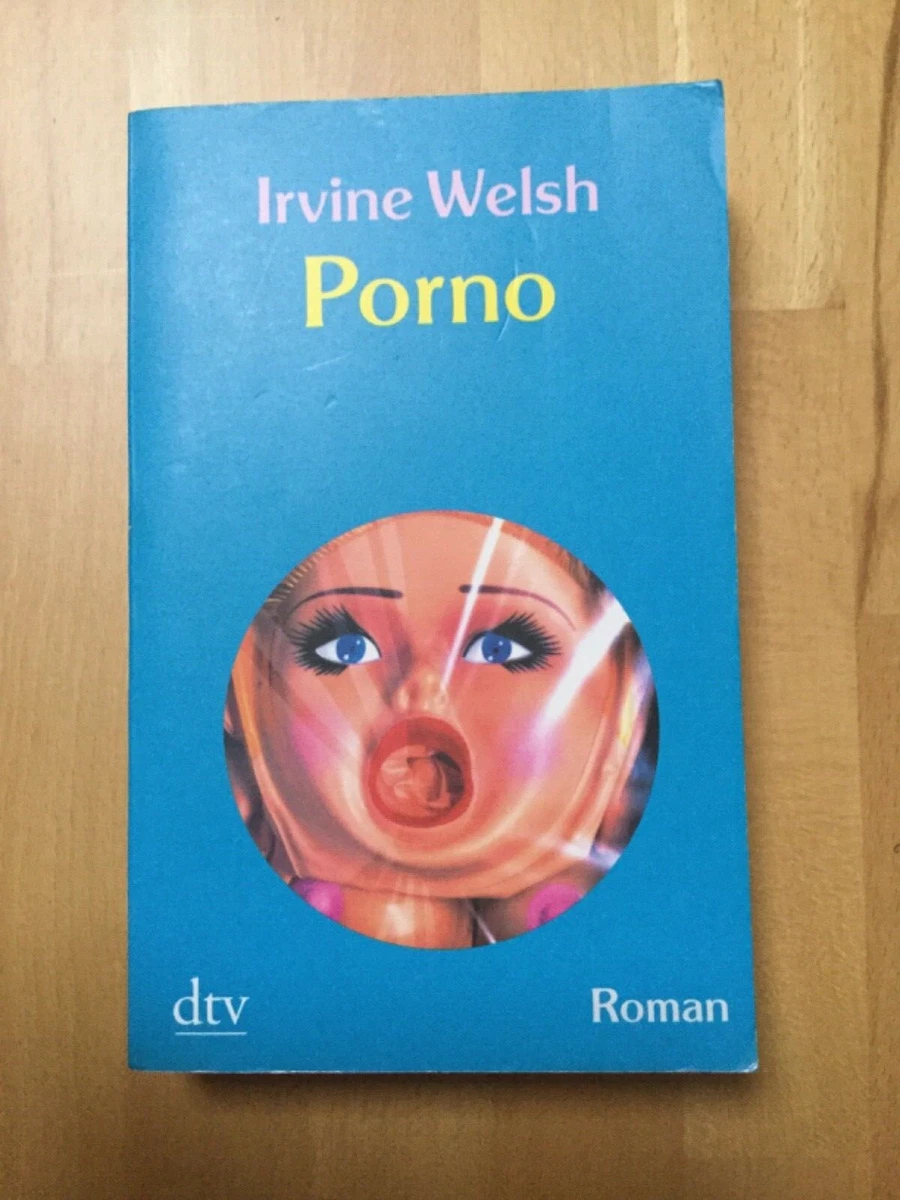 Irvine Welsh
Porno
dtv
Roman